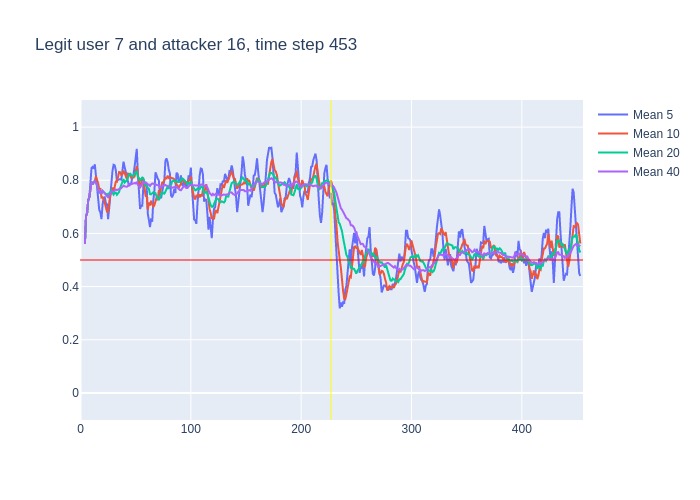 Legit user 7 and attacker 16, time step 453
Mean 5
Mean 10
Mean 20
Mean 40
1
0.8
0.6
0.4
0.2
0
0 100 200 300 400